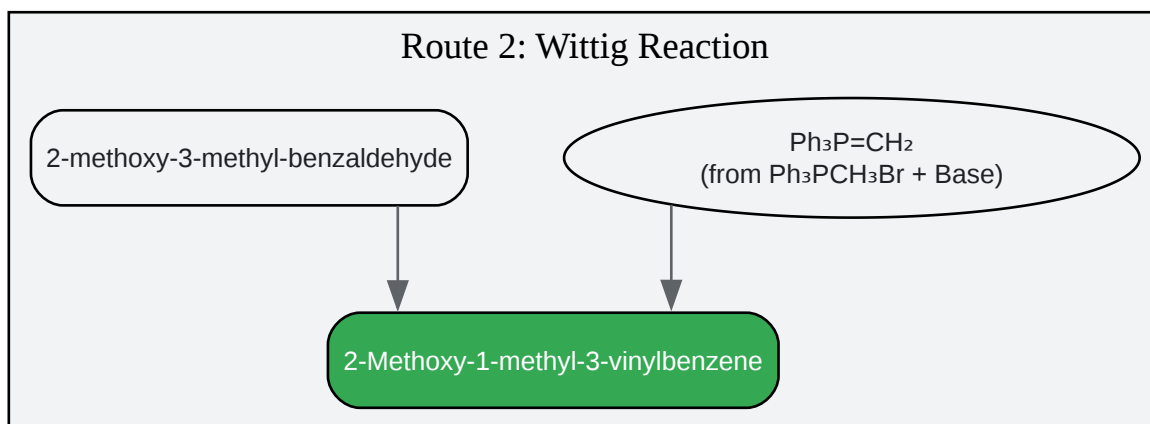 Route 2: Wittig Reaction
2-methoxy-3-methyl-benzaldehyde
Ph₃P=CH₂
(from Ph₃PCH₃Br + Base)
2-Methoxy-1-methyl-3-vinylbenzene